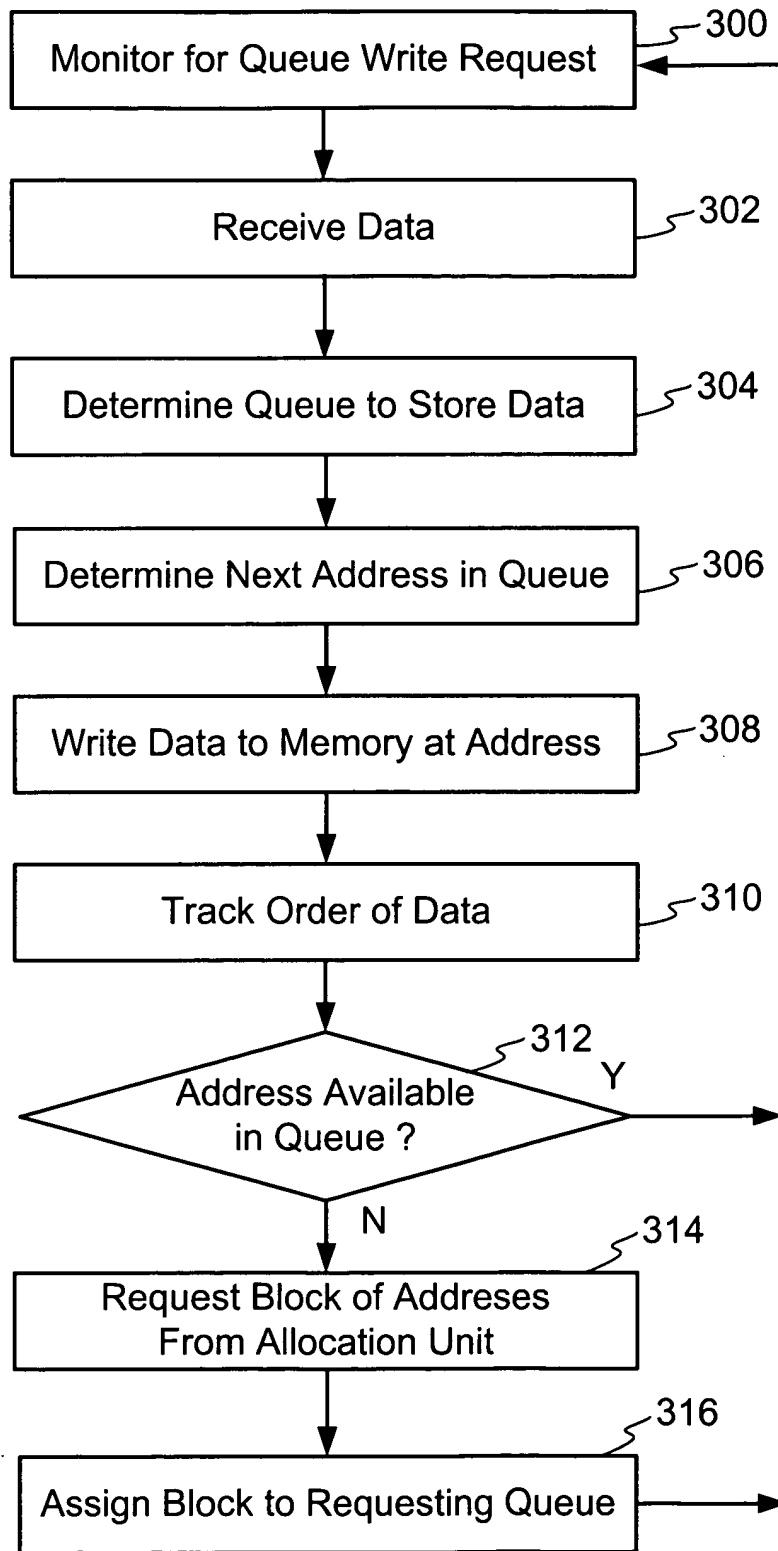 300
Monitor for Queue Write Request
302
Receive Data
304
Determine Queue to Store Data
306
Determine Next Address in Queue
308
Write Data to Memory at Address
310
Track Order of Data
312
Y
Address Available
in Queue ?
N
314
Request Block of Addreses
From Allocation Unit
316
Assign Block to Requesting Queue